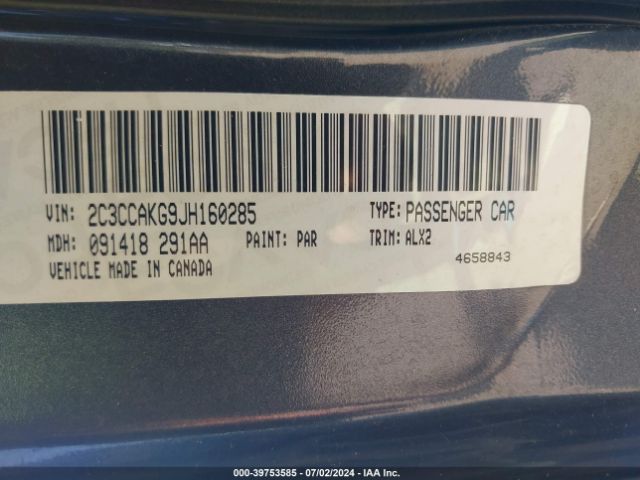 VIN: 2C3CCAKG9JH160285 TYPE: PASSENGER CAR
MDH: 091418 291AA PAINT: PAR TRIM: ALX2
VEHICLE MADE IN CANADA 4658843
000-39753585 - 07/02/2024 - IAA Inc.